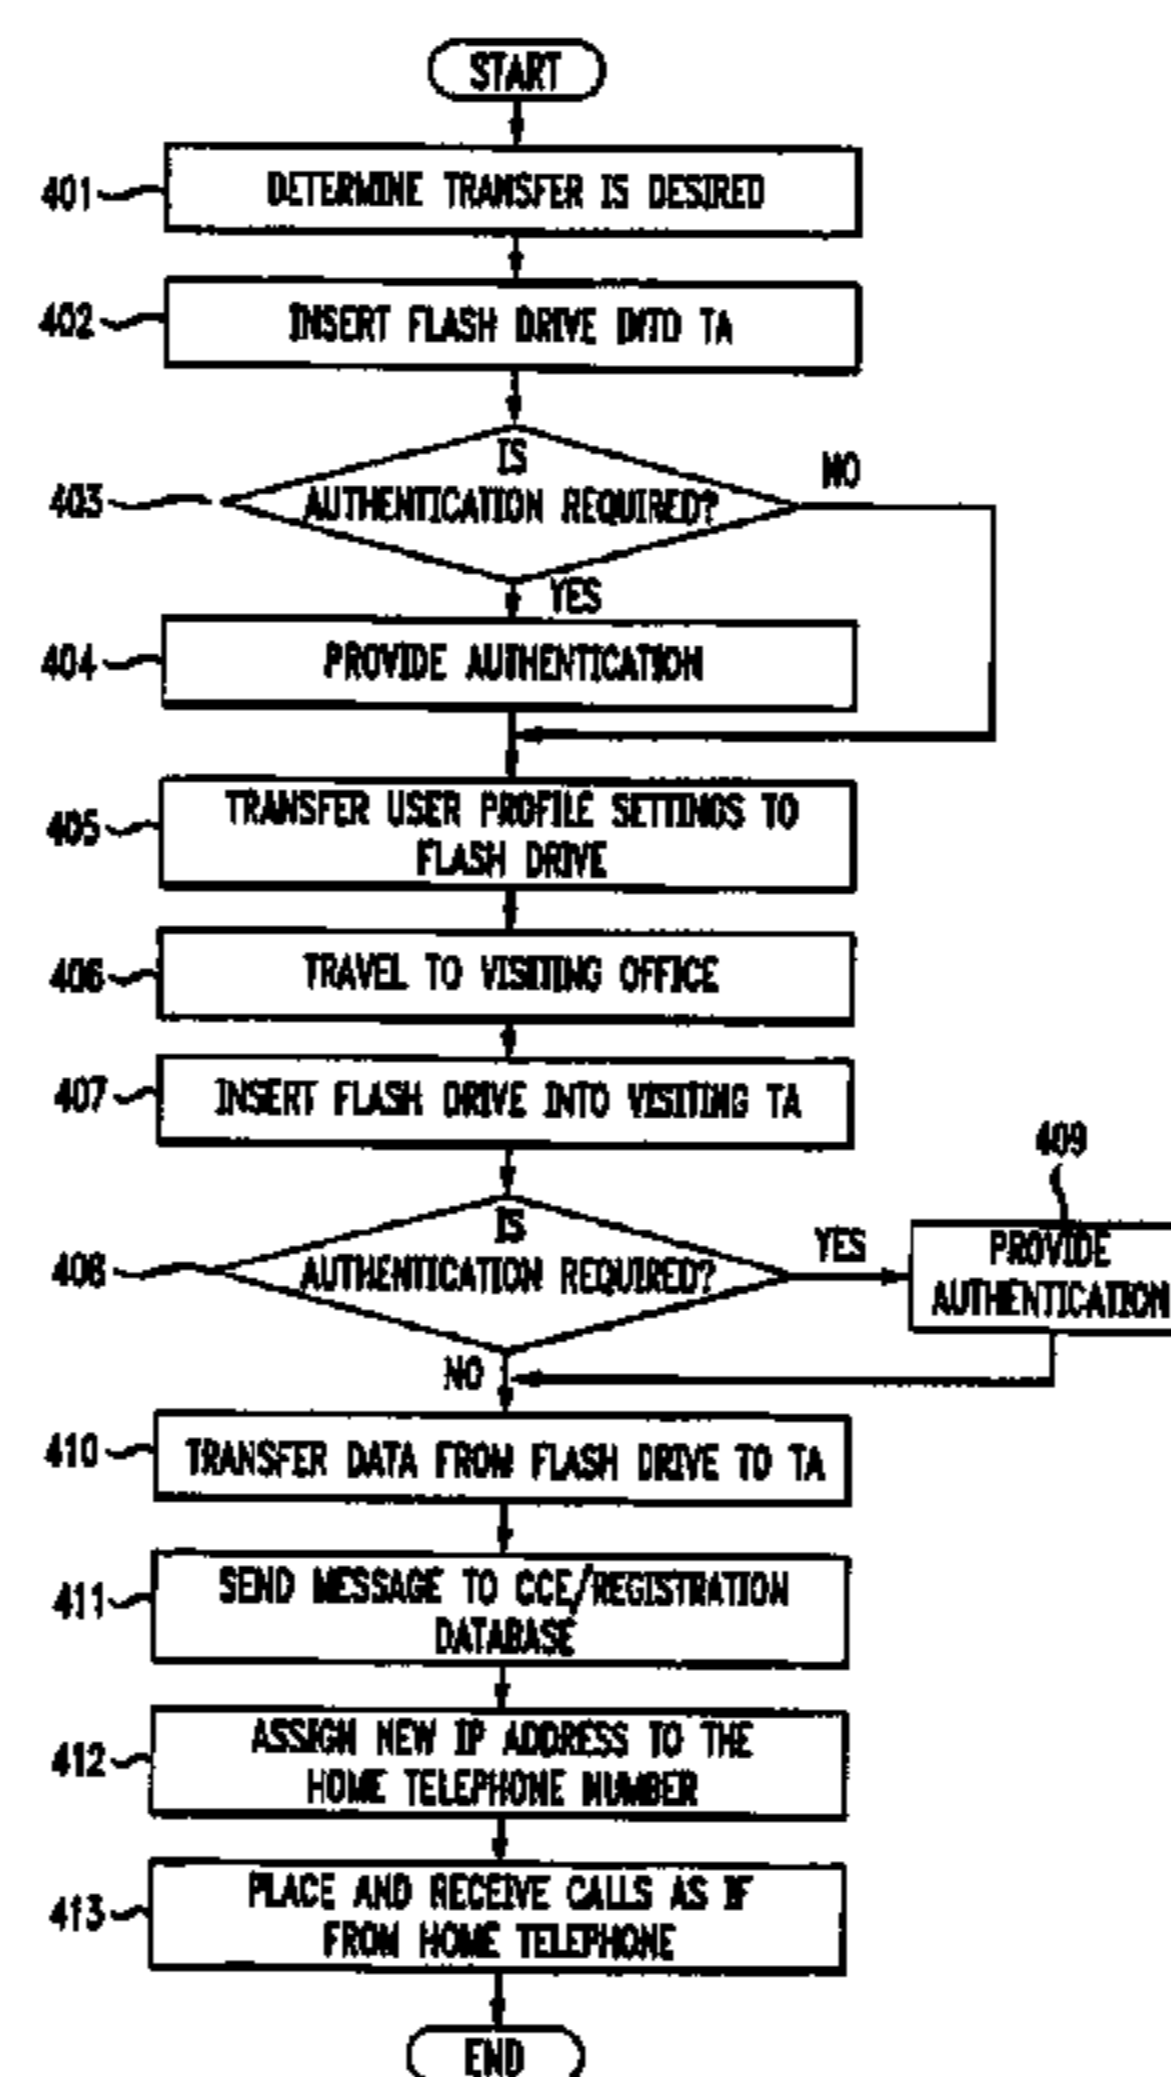 START
401
DETERMINE TRANSFER IS DESIRED
402
INSERT FLASH DRIVE INTO TA
403
IS
AUTHENTICATION REQUIRED?
NO
YES
404
PROVIDE AUTHENTICATION
405
TRANSFER USER PROFILE SETTINGS TO
FLASH DRIVE
406
TRAVEL TO VISITING OFFICE
407
INSERT FLASH DRIVE INTO VISITING TA
408
IS
AUTHENTICATION REQUIRED?
YES
409
PROVIDE
AUTHENTICATION
NO
410
TRANSFER DATA FROM FLASH DRIVE TO TA
411
SEND MESSAGE TO CCE/REGISTRATION
DATABASE
412
ASSIGN NEW IP ADDRESS TO THE
HOME TELEPHONE NUMBER
413
PLACE AND RECEIVE CALLS AS IF
FROM HOME TELEPHONE
END